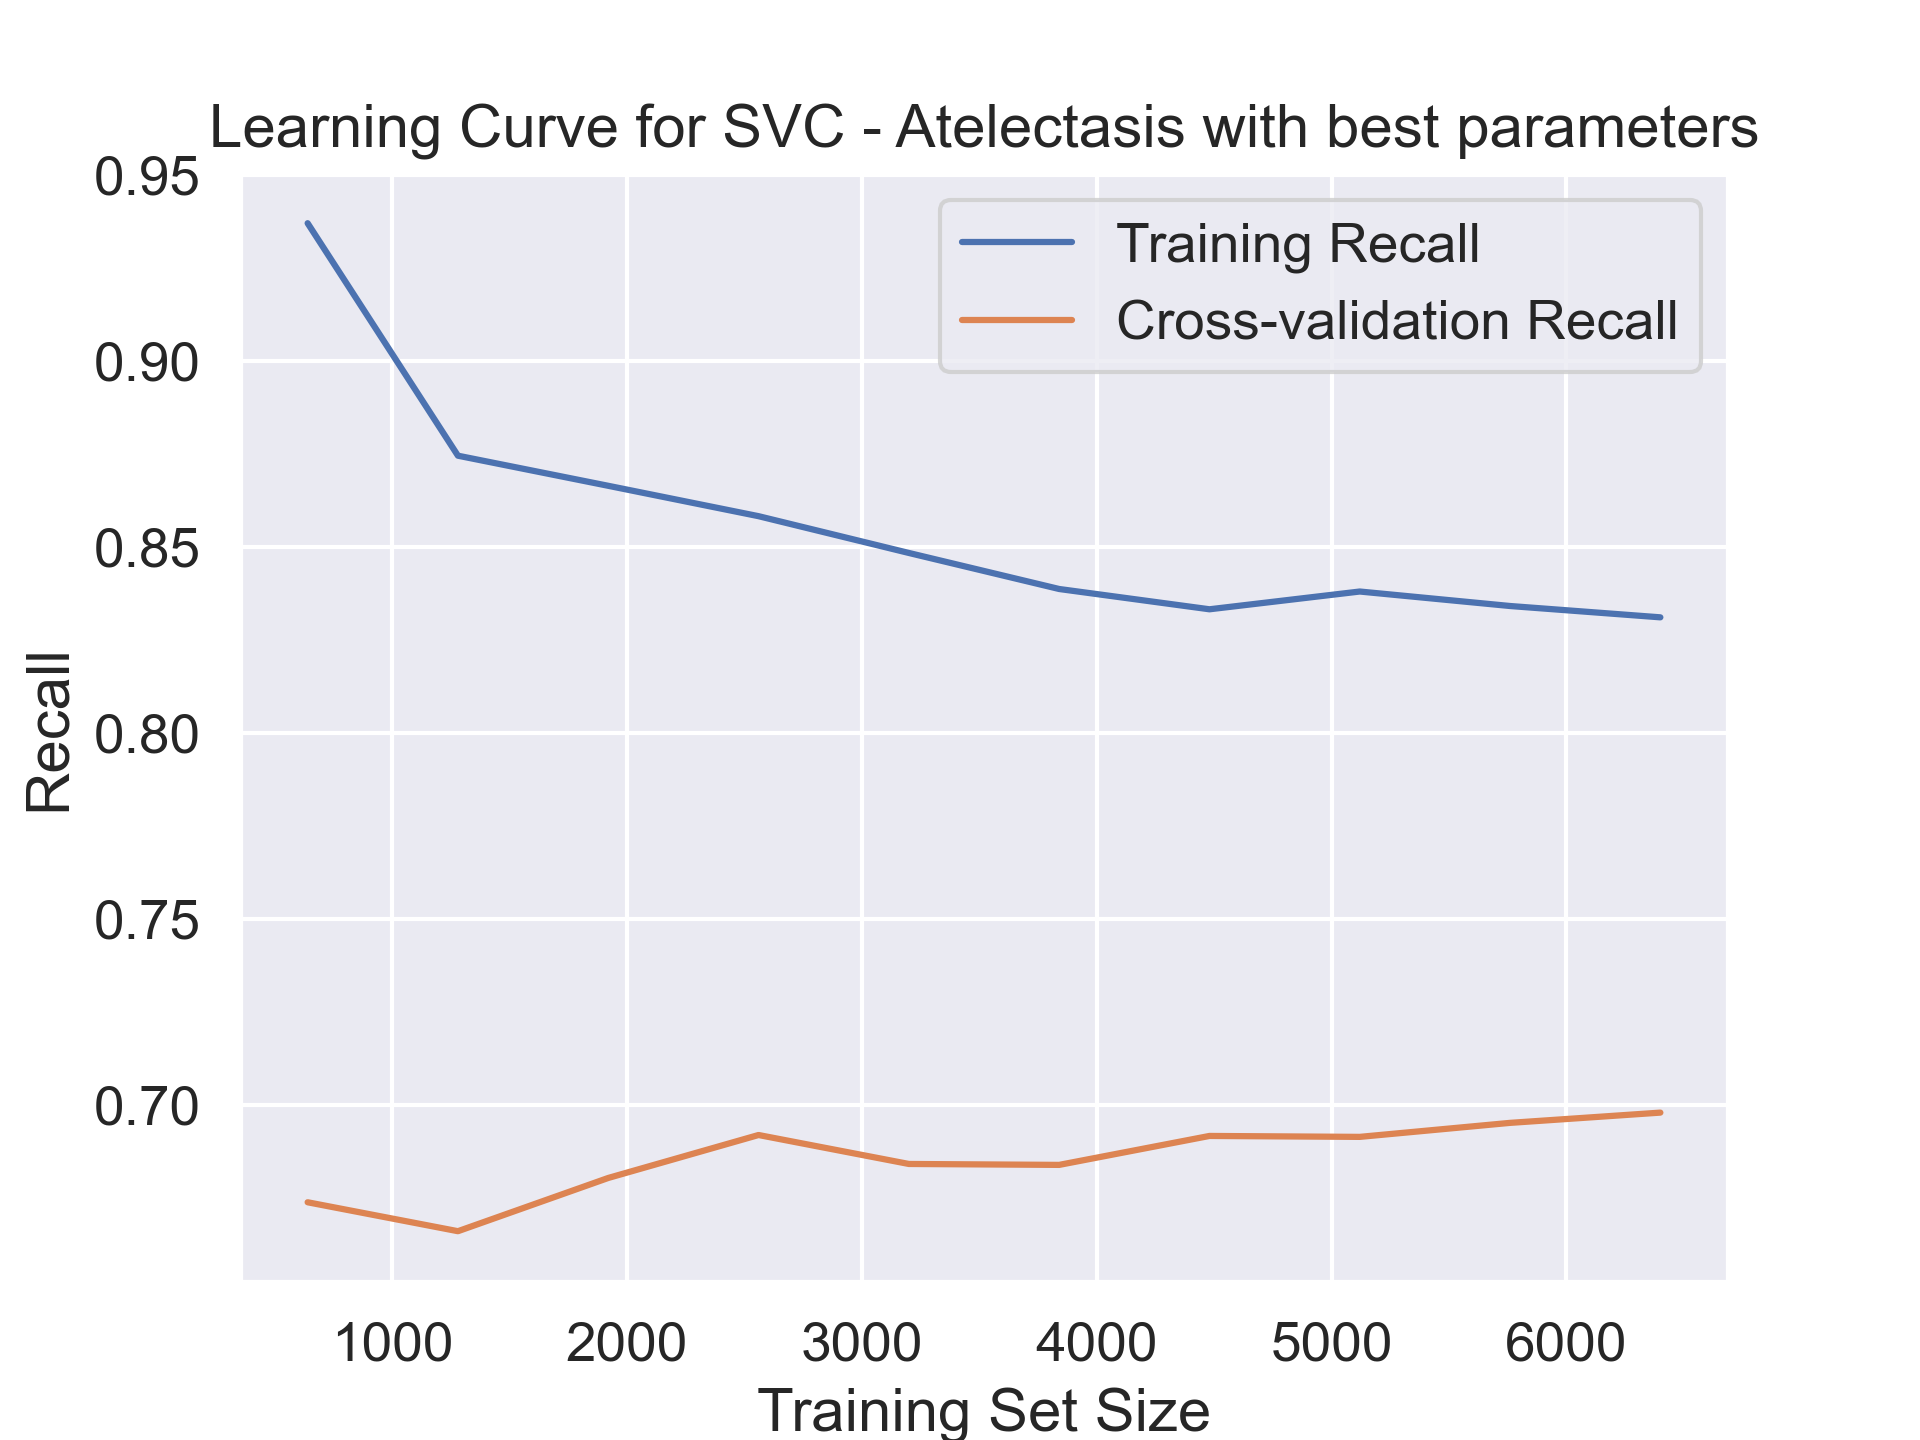 Learning Curve for SVC - Atelectasis with best parameters
0.95
Training Recall
Cross-validation Recall
0.90
0.85
0.80
0.75
0.70
Recall
1000 2000 3000 4000 5000 6000
Training Set Size